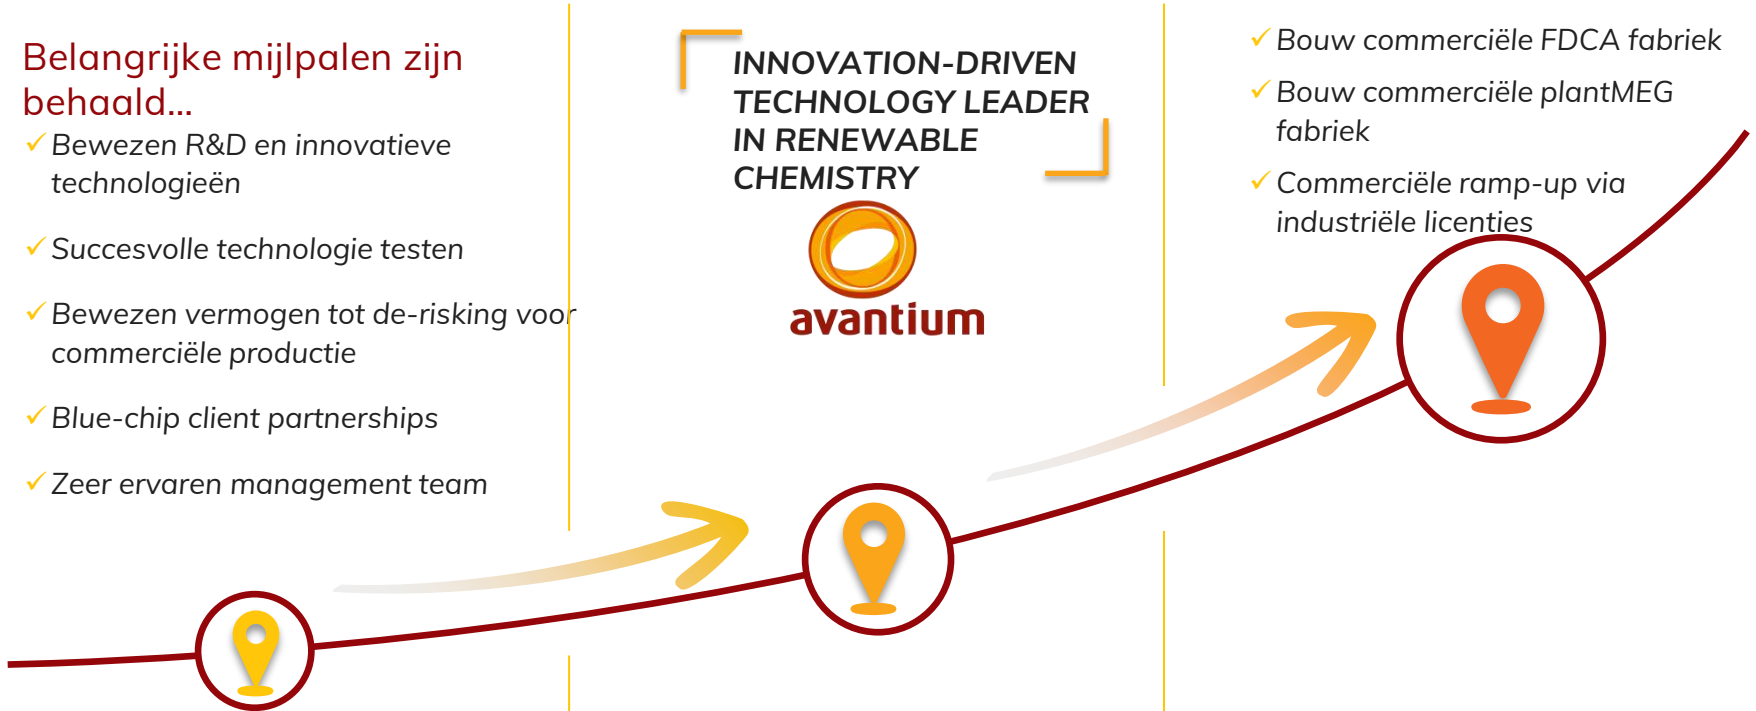 Belangrijke mijlpalen zijn
behaald...
Bewezen R&D en innovatieve
technologieën
Succesvolle technologie testen
Bewezen vermogen tot de-risking voor
commerciële productie
Blue-chip client partnerships
Zeer ervaren management team
INNOVATION-DRIVEN
TECHNOLOGY LEADER
IN RENEWABLE
CHEMISTRY
avantium
Bouw commerciële FDCA fabriek
Bouw commerciële plantMEG
fabriek
Commerciële ramp-up via
industriële licenties